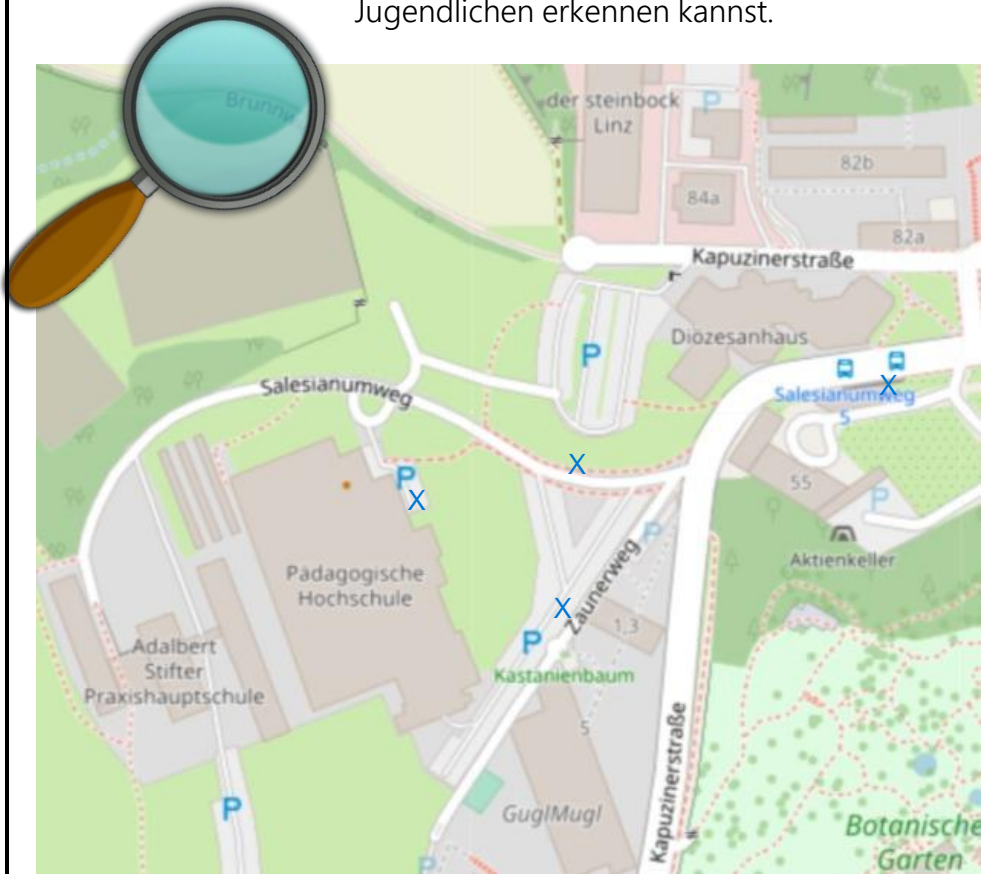 Jugendlichen erkennen kannst.
der steinbock
Linz
P
82b
84a
82a
Kapuzinerstraße
Diözesanhaus
P
Salesianumweg
Salesianumweg
5
X
X
P
X
55
P
Aktienkeller
P
Pädagogische
Hochschule
X
Zaunerweg
1,3
P
Kastanienbaum
Adalbert
Stifter
Praxishauptschule
5
Kapuzinerstraße
P
GuglMugl
Botanische
Garten
P